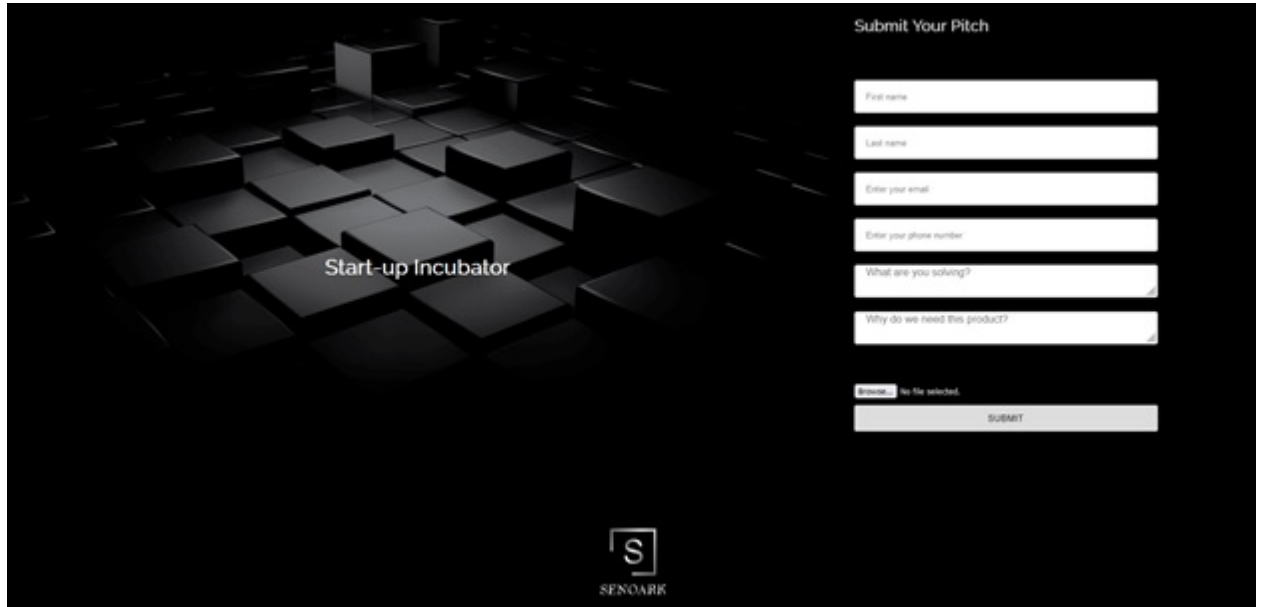 Submit Your Pitch
First name
Last name
Enter your email
Start-up Incubator
Enter your phone number
What are you solving?
Why do we need this product?
Browse... No file selected.
SUBMIT
S
SENOARK